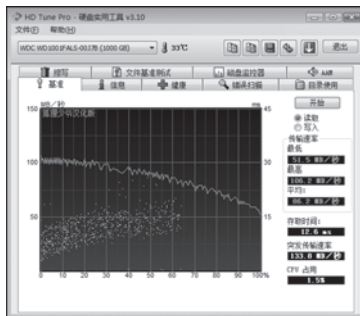 HD Tune Pro - 硬盘实用工具 v3.10
文件(F) 帮助(H)
WDC WD1001FALS-00J7B (1000 GB) 33℃ 退出
擦写 文件基准测试 磁盘监控器 AAM
基准 信息 健康 错误扫描 目录使用
150 MB/秒 ms 45 开始
读取
写入
传输速率
最低
51.5 MB/秒
100 30 最高
106.2 MB/秒
平均:
86.2 MB/秒
50 15 存取时间:
12.6 ms
突发传输速率
133.0 MB/秒
0 10 20 30 40 50 60 70 80 90 100% CPU 占用
1.5%